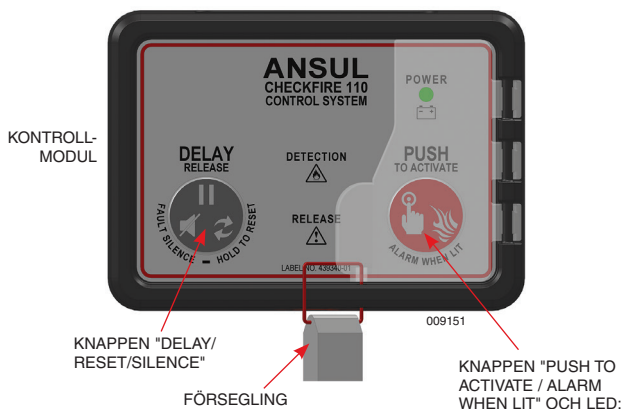 ANSUL
CHECKFIRE 110
CONTROL SYSTEM
POWER
KONTROLL-
MODUL
DELAY
RELEASE
DETECTION
PUSH
TO ACTIVATE
RELEASE
FAULT SILENCE – HOLD TO RESET
ALARM WHEN LIT
LABEL NO. 439340-01
009151
KNAPPEN "DELAY/
RESET/SILENCE"
FÖRSEGLING
KNAPPEN "PUSH TO
ACTIVATE / ALARM
WHEN LIT" OCH LED: